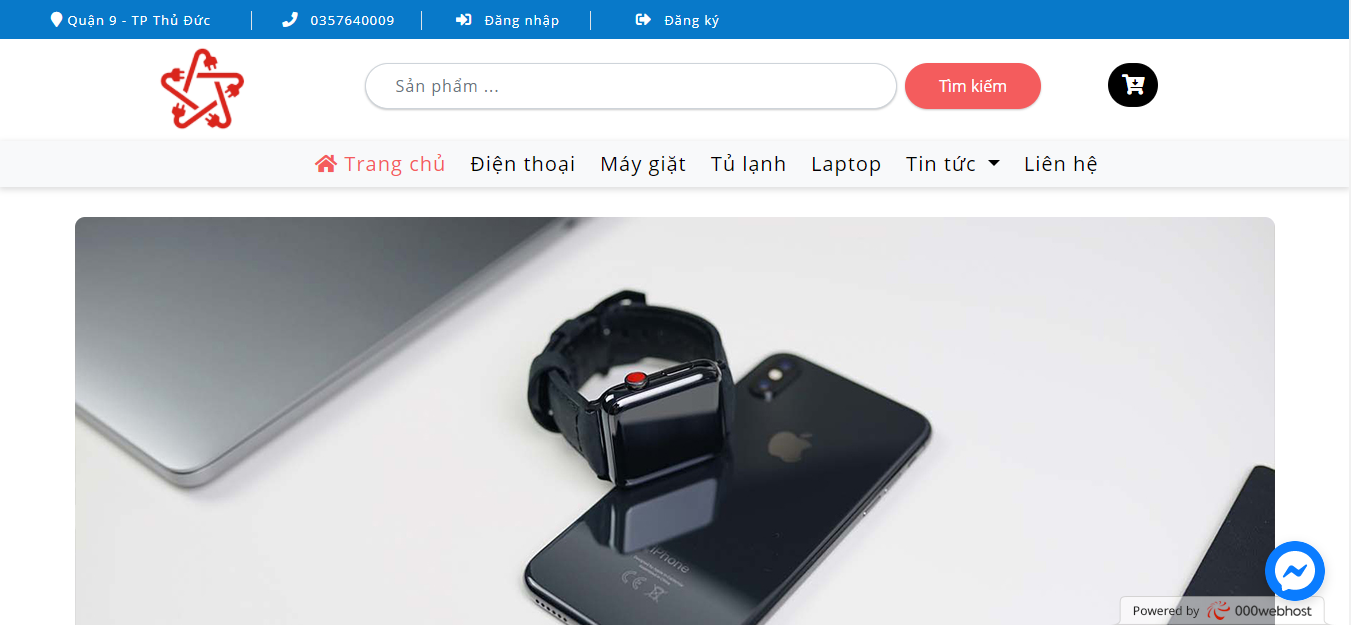 Quận 9 - TP Thủ Đức
0357640009
Đăng nhập
Đăng ký
Sản phẩm ...
Tìm kiếm
Trang chủ
Điện thoại
Máy giặt
Tủ lạnh
Laptop
Tin tức
Liên hệ
iPhone
Powered by 000webhost